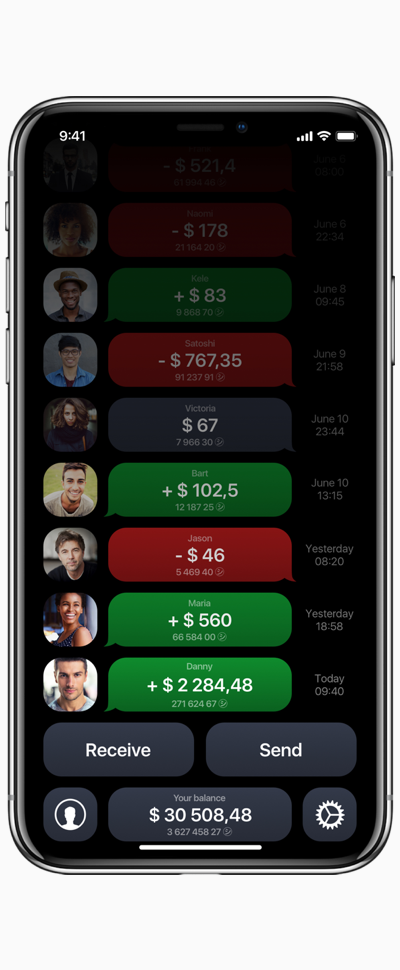 9:41
- $ 521,4
June 6
08:00
Naomi
- $ 178
21 164 20
June 6
22:34
Kele
+ $ 83
9 868 70
June 8
09:45
Satoshi
- $ 767,35
91 237 91
June 9
21:58
Victoria
$ 67
7 966 30
June 10
23:44
Bart
+ $ 102,5
12 187 25
June 10
13:15
Jason
- $ 46
5 469 40
Yesterday
08:20
Maria
+ $ 560
66 584 00
Yesterday
18:58
Danny
+ $ 2 284,48
271 624 67
Today
09:40
Receive
Send
Your balance
$ 30 508,48
3 627 458 27